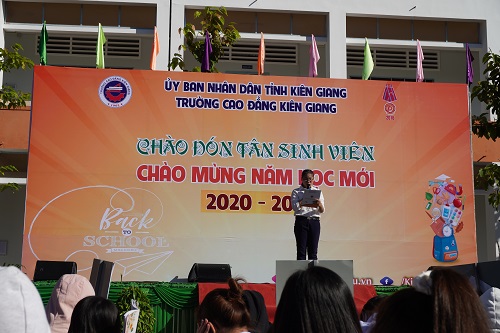 ỦY BAN NHÂN DÂN TỈNH KIÊN GIANG
TRƯỜNG CAO ĐẲNG KIÊN GIANG
CHÀO ĐÓN TÂN SINH VIÊN
CHÀO MỪNG NĂM HỌC MỚI
2020 - 20
Back
TO
SCHOOL